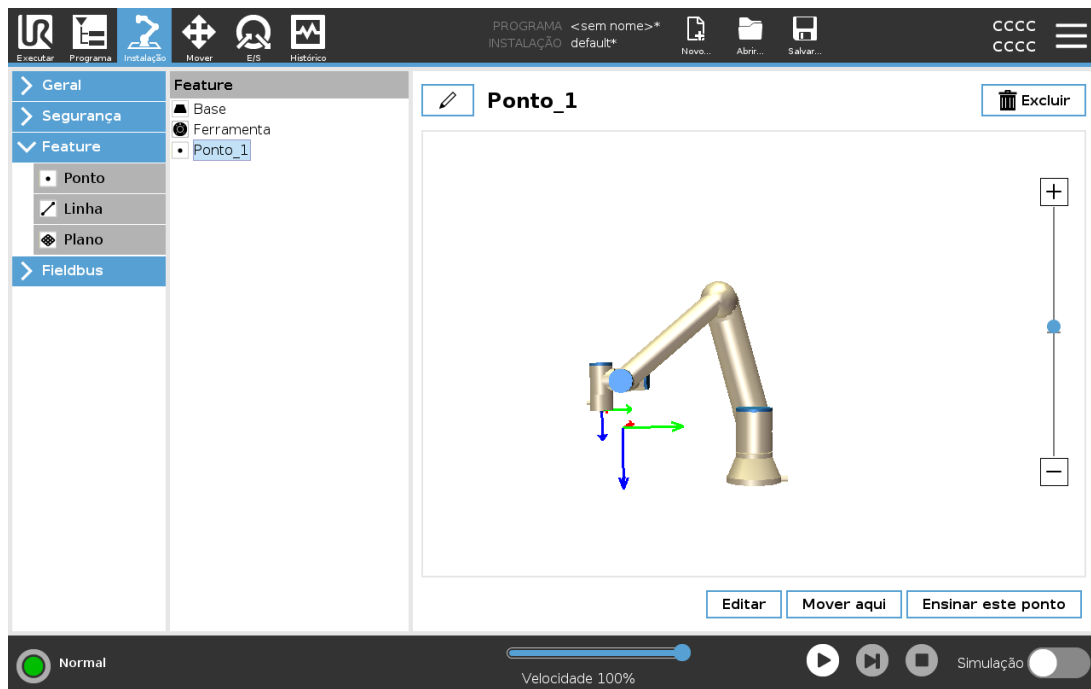 UR
Executar
Programa
Instalação
Mover
E/S
Histórico
PROGRAMA <sem nome>*
INSTALAÇÃO default*
Novo...
Abrir...
Salvar...
CCCC
CCCC
Geral
Segurança
Feature
Ponto
Linha
Plano
Fieldbus
Feature
Base
Ferramenta
Ponto_1
Ponto_1
Excluir
Editar
Mover aqui
Ensinar este ponto
Normal
Velocidade 100%
Simulação